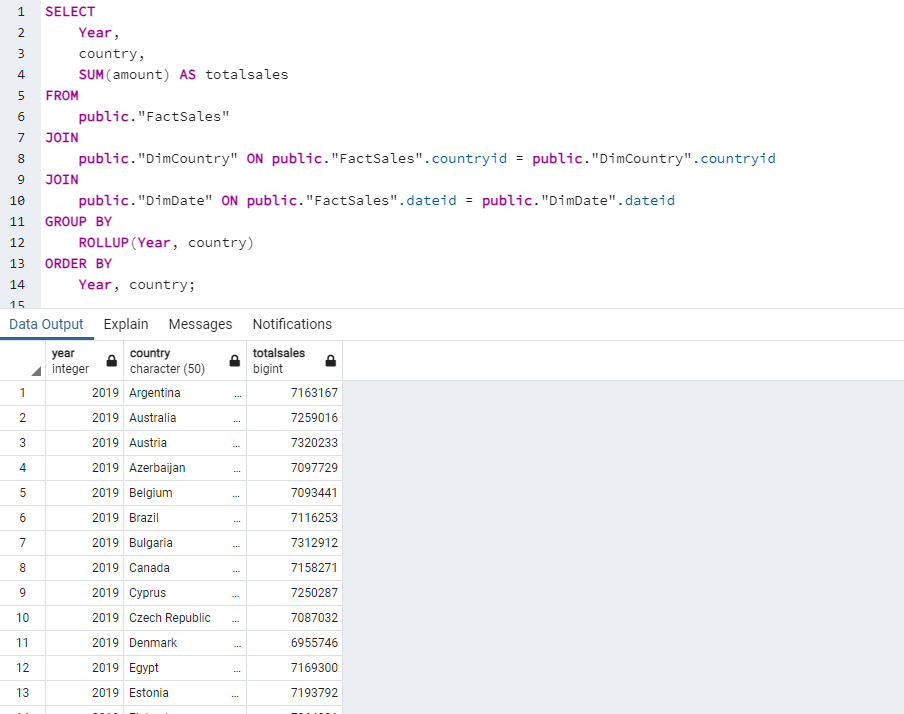 1 SELECT
2 Year,
3 country,
4 SUM(amount) AS totalsales
5 FROM
6 public."FactSales"
7 JOIN
8 public."DimCountry" ON public."FactSales".countryid = public."DimCountry".countryid
9 JOIN
10 public."DimDate" ON public."FactSales".dateid = public."DimDate".dateid
11 GROUP BY
12 ROLLUP(Year, country)
13 ORDER BY
14 Year, country;
15
Data Output Explain Messages Notifications
year country totalsales
integer character (50) bigint
1 2019 Argentina ... 7163167
2 2019 Australia ... 7259016
3 2019 Austria ... 7320233
4 2019 Azerbaijan ... 7097729
5 2019 Belgium ... 7093441
6 2019 Brazil ... 7116253
7 2019 Bulgaria ... 7312912
8 2019 Canada ... 7158271
9 2019 Cyprus ... 7250287
10 2019 Czech Republic ... 7087032
11 2019 Denmark ... 6955746
12 2019 Egypt ... 7169300
13 2019 Estonia ... 7193792